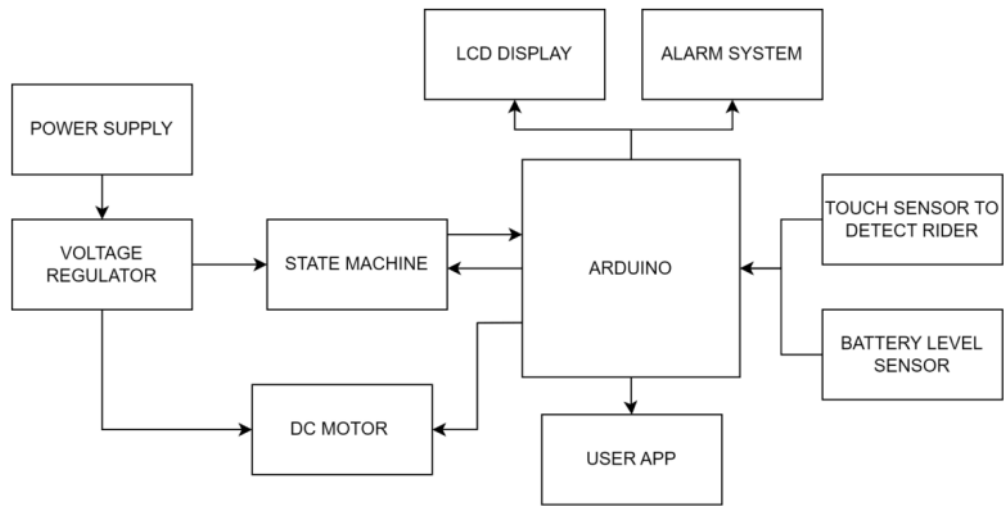 LCD DISPLAY
ALARM SYSTEM
POWER SUPPLY
TOUCH SENSOR TO
DETECT RIDER
VOLTAGE
REGULATOR
STATE MACHINE
ARDUINO
BATTERY LEVEL
SENSOR
DC MOTOR
USER APP